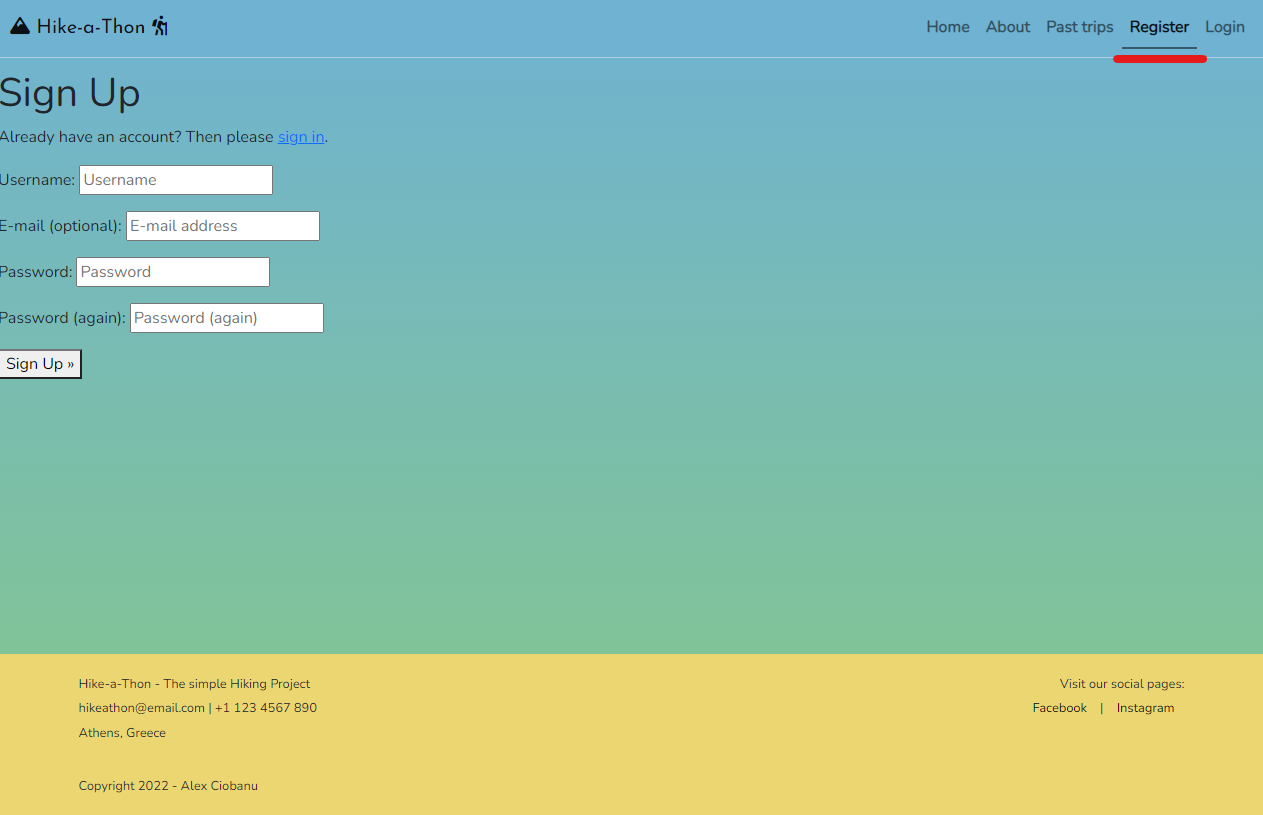 Hike-a-Thon
Home About Past trips Register Login
Sign Up
Already have an account? Then please sign in.
Username: Username
E-mail (optional): E-mail address
Password: Password
Password (again): Password (again)
Sign Up »
Hike-a-Thon - The simple Hiking Project
hikeathon@email.com | +1 123 4567 890
Athens, Greece
Copyright 2022 - Alex Ciobanu
Visit our social pages:
Facebook | Instagram